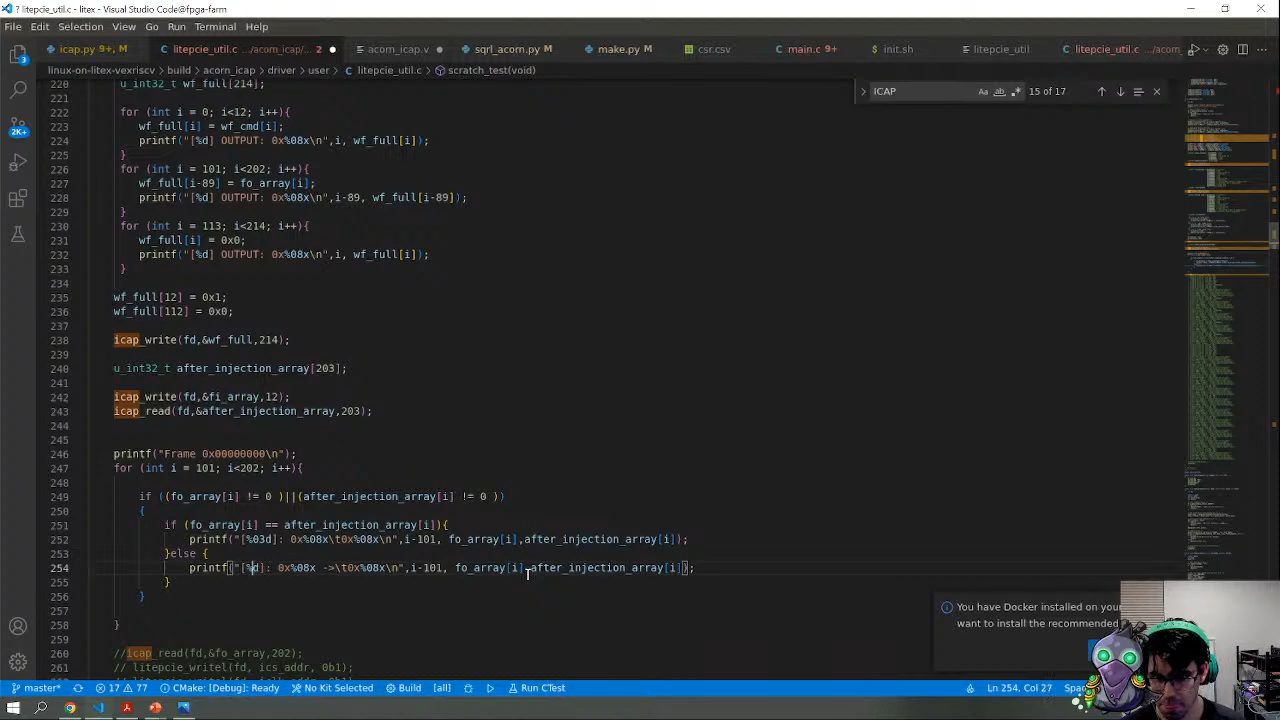 litepcie_util.c - litex - Visual Studio Code@fpga-farm
File Edit Selection View Go Run Terminal Help
icap.py 9+, M
litepcie_util.c .../acorn_icap/... 2
acorn_icap.v
sqrl_acorn.py M
make.py M
csr.csv
main.c 9+
init.sh
litepcie_util
litepcie_util.c .../acorn
linux-on-litex-vexriscv > build > acorn_icap > driver > user > litepcie_util.c > scratch_test(void)
ICAP Aa ab .* 15 of 17
220 u_int32_t wf_full[214];
221
222 for (int i = 0; i<12; i++){
223 wf_full[i] = wf_cmd[i];
224 printf("[%d] OUTPUT: 0x%08x\n",i, wf_full[i]);
225 }
226 for (int i = 101; i<202; i++){
227 wf_full[i-89] = fo_array[i];
228 printf("[%d] OUTPUT: 0x%08x\n",i-89, wf_full[i-89]);
229 }
230 for (int i = 113; i<214; i++){
231 wf_full[i] = 0x0;
232 printf("[%d] OUTPUT: 0x%08x\n",i, wf_full[i]);
233 }
234
235 wf_full[12] = 0x1;
236 wf_full[112] = 0x0;
237
238 icap_write(fd,&wf_full,214);
239
240 u_int32_t after_injection_array[203];
241
242 icap_write(fd,&fi_array,12);
243 icap_read(fd,&after_injection_array,203);
244
245
246 printf("Frame 0x00000000\n");
247 for (int i = 101; i<202; i++){
248
249 if ((fo_array[i] != 0 )||(after_injection_array[i] != 0 ))
250 {
251 if (fo_array[i] == after_injection_array[i]){
252 printf(" [%03d]: 0x%08x \t0x%08x\n",i-101, fo_array[i],after_injection_array[i]);
253 }else {
254 printf(" [%d]: 0x%08x \t0x%08x\n",i-101, fo_array[i],after_injection_array[i]);
255 }
256 }
257
258 }
259
260 //icap_read(fd,&fo_array,202);
261 // litepcie_writel(fd, ics_addr, 0b1);
You have Docker installed on your
want to install the recommended
3
2K+
master* 17 77 CMake: [Debug]: Ready No Kit Selected Build [all] Run CTest Ln 254, Col 27